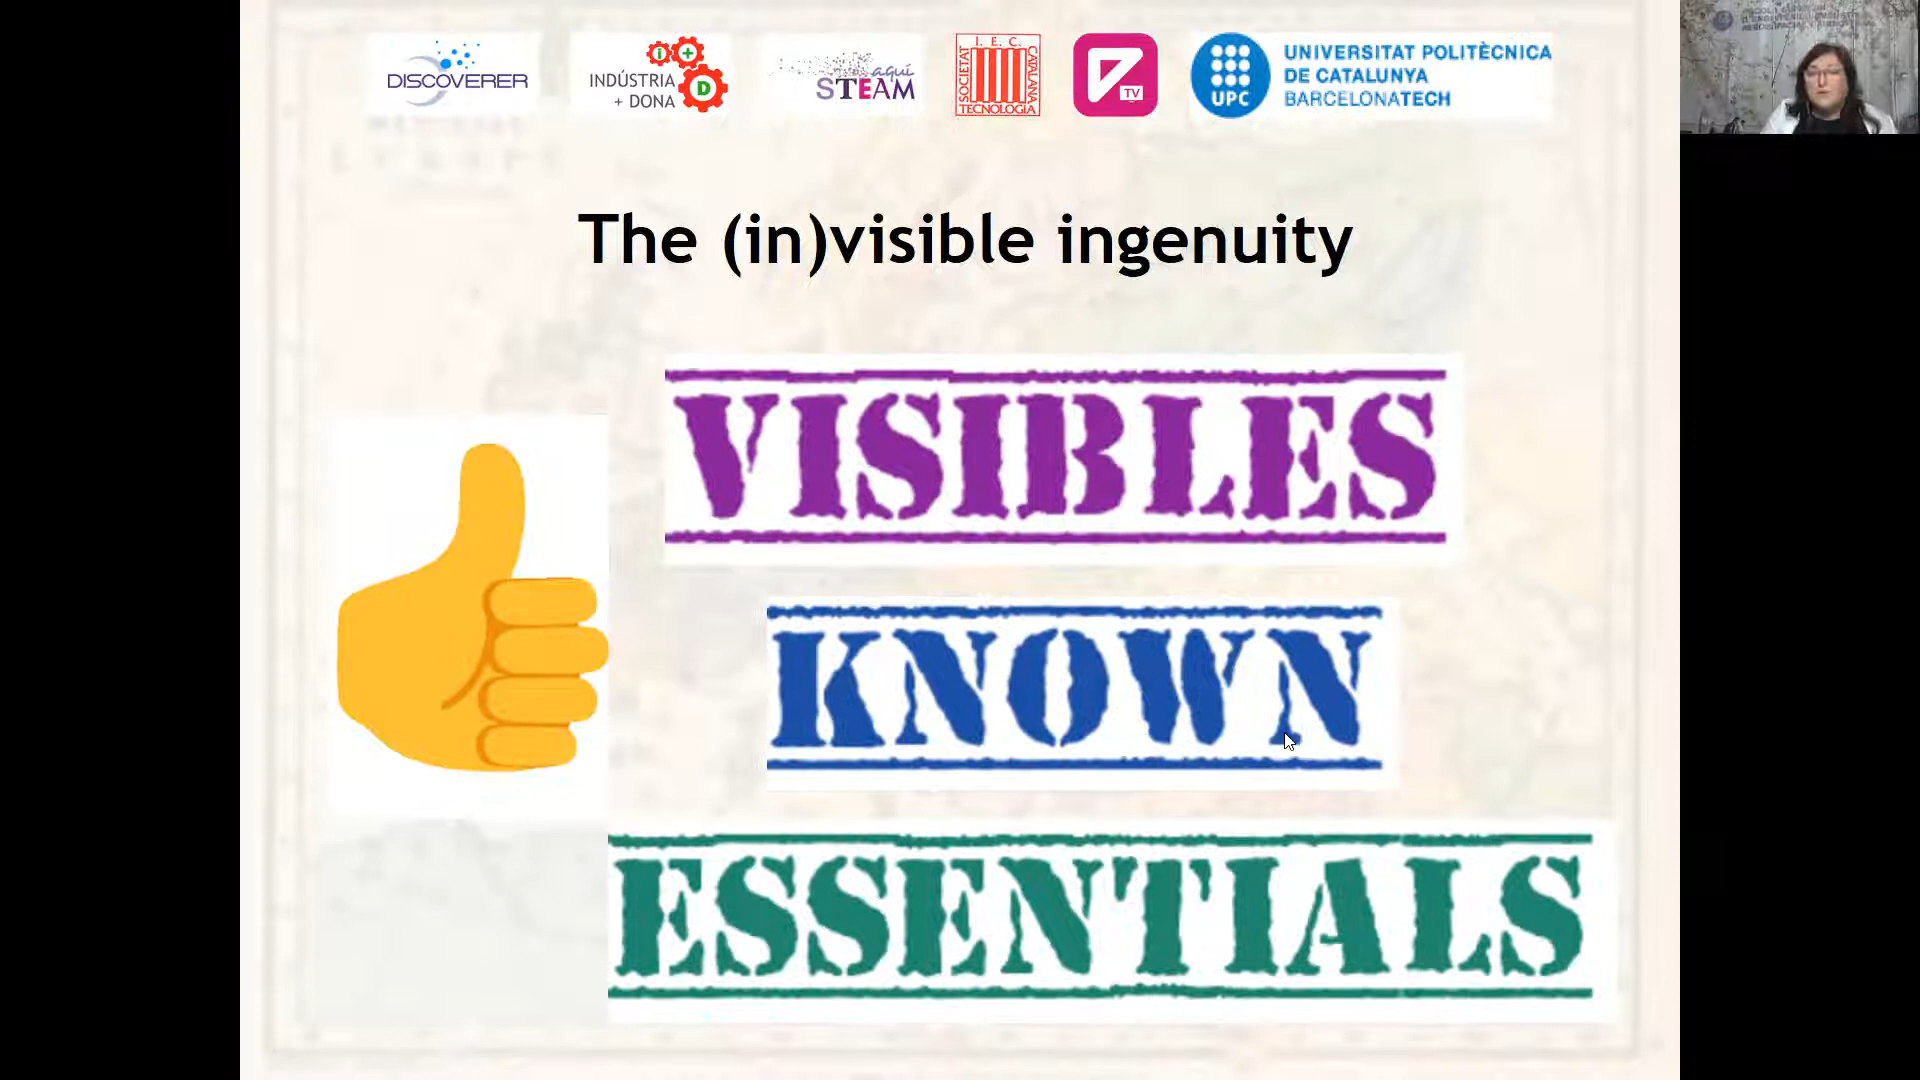 DISCOVERER
INDÚSTRIA
+ DONA
i + D
aquí
STEAM
I. E. C.
SOCIETAT
CATALANA
TECNOLOGIA
TV
UPC
UNIVERSITAT POLITÈCNICA
DE CATALUNYA
BARCELONATECH
The (in)visible ingenuity
VISIBLES
KNOWN
ESSENTIALS